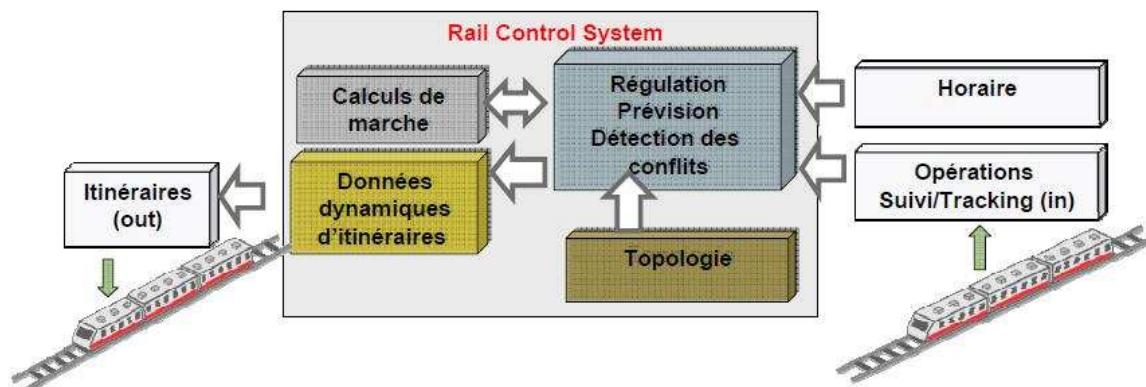 Rail Control System
Calculs de
marche
Régulation
Prévision
Détection des
conflits
Horaire
Itinéraires
(out)
Données
dynamiques
d'itinéraires
Opérations
Suivi/Tracking (in)
Topologie